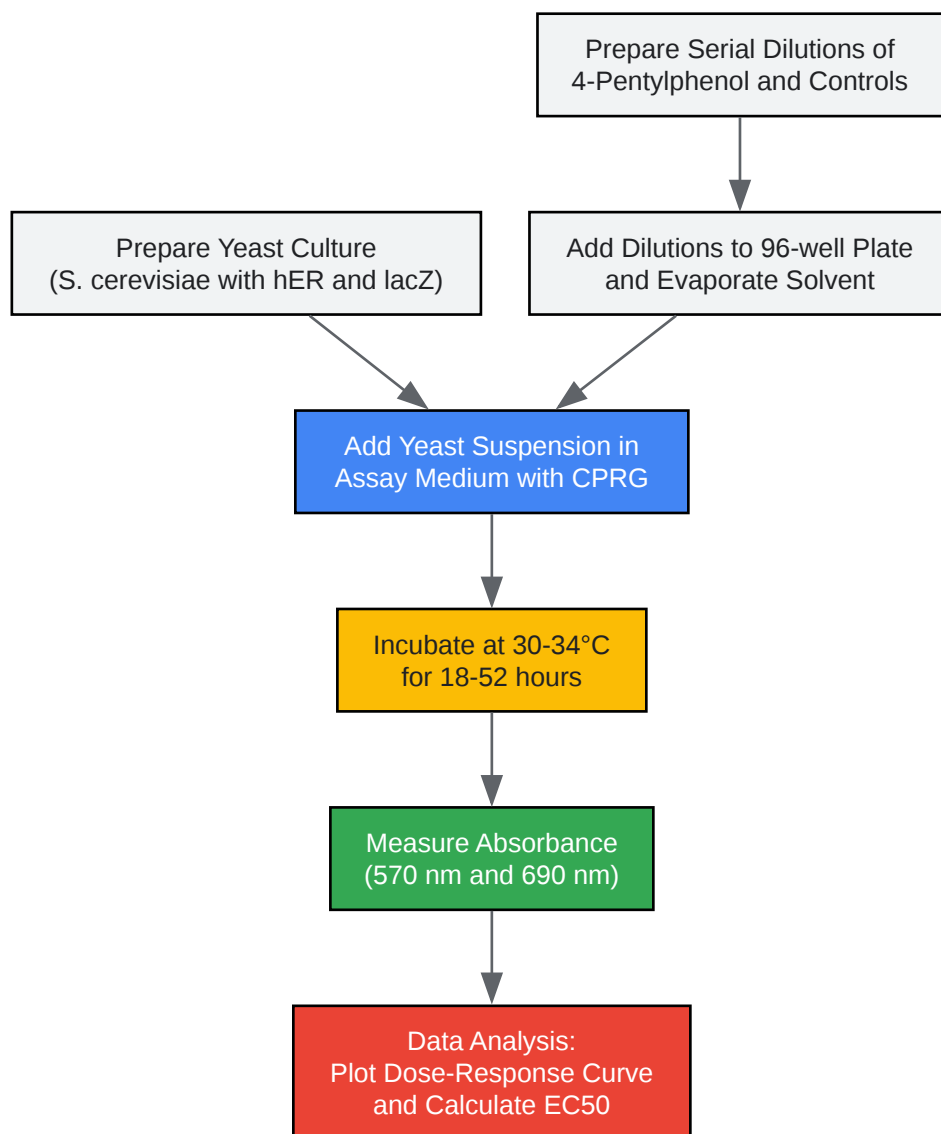 Prepare Serial Dilutions of
4-Pentylphenol and Controls
Prepare Yeast Culture
(S. cerevisiae with hER and lacZ)
Add Dilutions to 96-well Plate
and Evaporate Solvent
Add Yeast Suspension in
Assay Medium with CPRG
Incubate at 30-34°C
for 18-52 hours
Measure Absorbance
(570 nm and 690 nm)
Data Analysis:
Plot Dose-Response Curve
and Calculate EC50